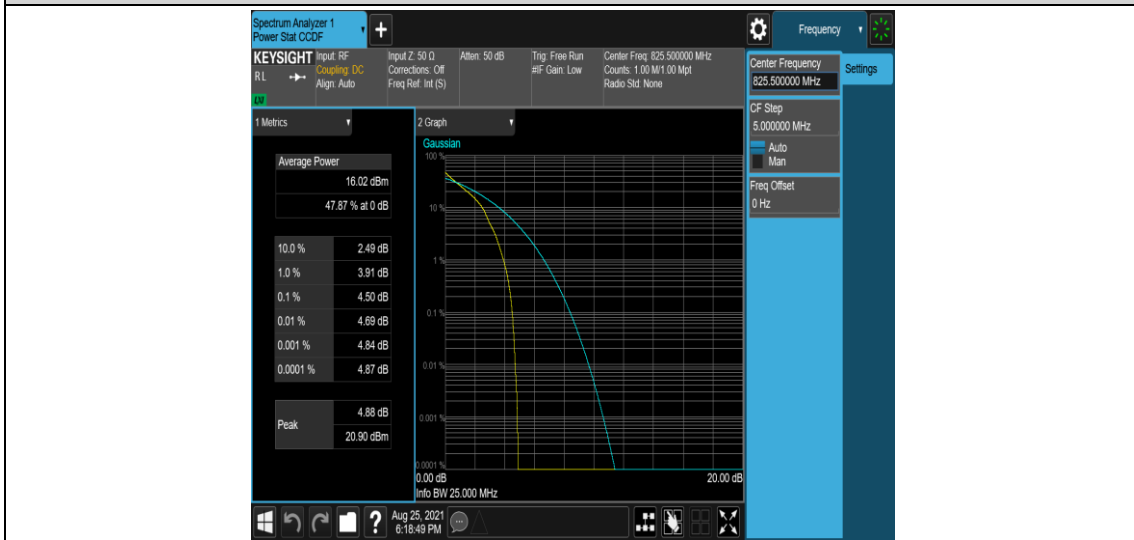 Spectrum Analyzer 1
Power Stat CCDF
Frequency
KEYSIGHT
RL
LXI
Input: RF
Coupling: DC
Align: Auto
Input Z: 50 Ω
Corrections: Off
Freq Ref: Int (S)
Atten: 50 dB
Trig: Free Run
#IF Gain: Low
Center Freq: 825.500000 MHz
Counts: 1.00 M/1.00 Mpt
Radio Std: None
Center Frequency
825.500000 MHz
Settings
CF Step
5.000000 MHz
Auto
Man
Freq Offset
0 Hz
1 Metrics
Average Power
16.02 dBm
47.87 % at 0 dB
10.0 % 2.49 dB
1.0 % 3.91 dB
0.1 % 4.50 dB
0.01 % 4.69 dB
0.001 % 4.84 dB
0.0001 % 4.87 dB
Peak
4.88 dB
20.90 dBm
2 Graph
Gaussian
100 %
10 %
1 %
0.1 %
0.01 %
0.001 %
0.0001 %
0.00 dB 20.00 dB
Info BW 25.000 MHz
Aug 25, 2021
6:18:49 PM